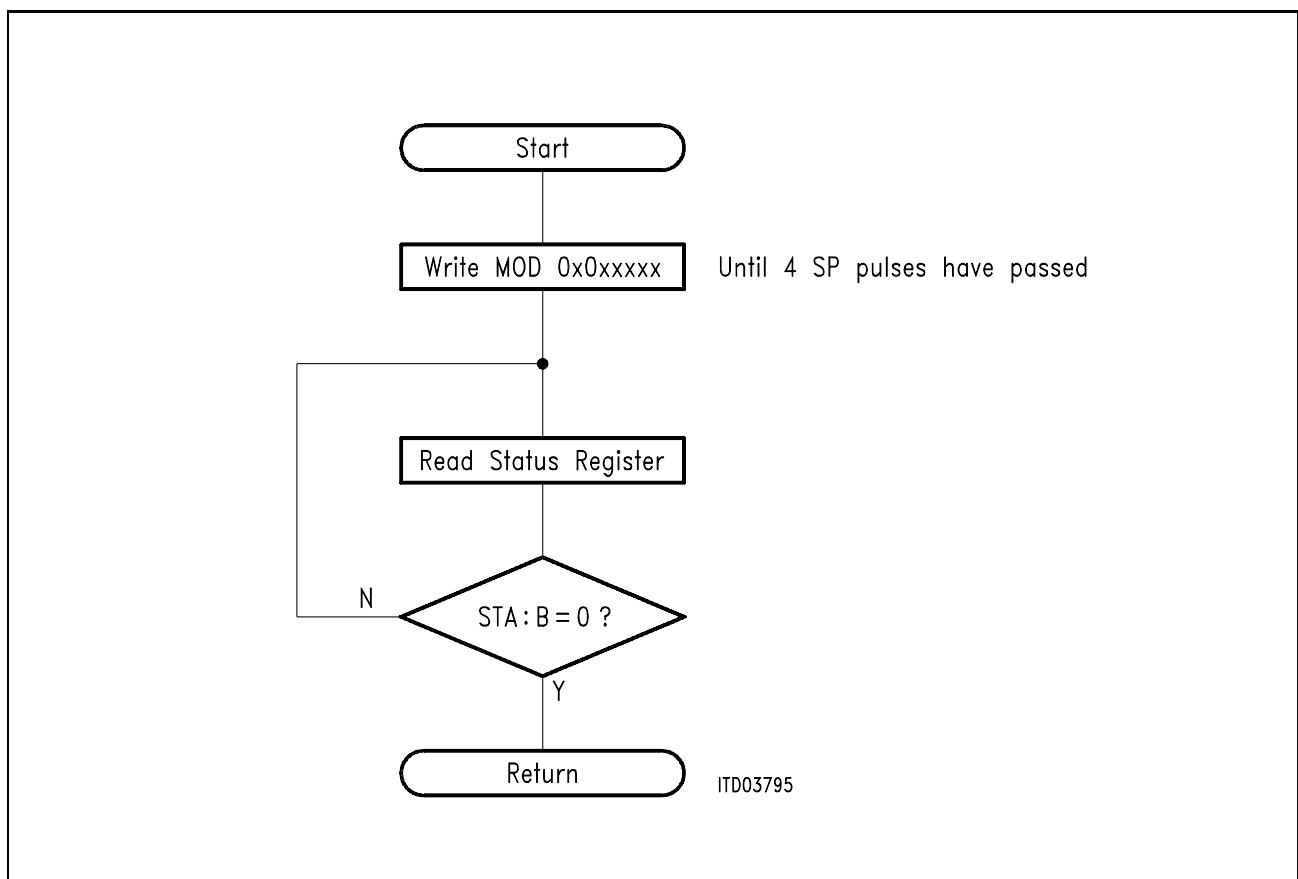 Start
Write MOD 0x0xxxxx
Until 4 SP pulses have passed
Read Status Register
N
STA:B=0 ?
Y
Return
ITD03795